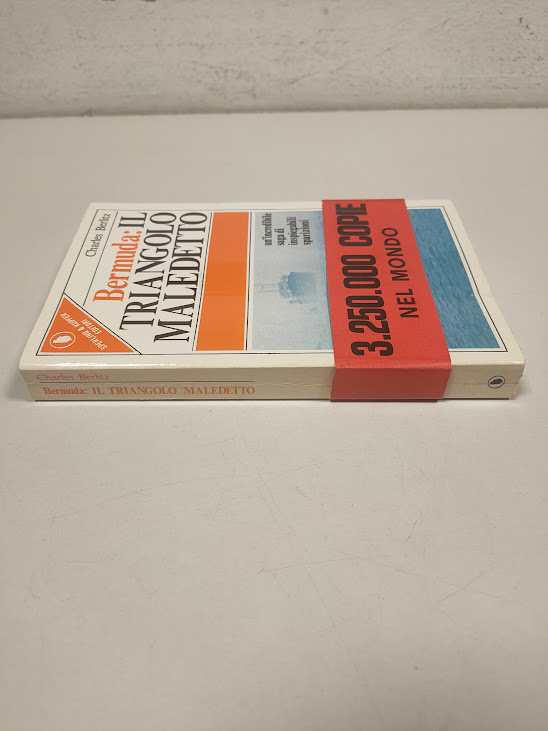 Charles Berlitz
Bermuda: IL
TRIANGOLO
MALEDETTO
SPERLING & KUPFER
EDITORI
un'incredibile
saga di
inspiegabili
sparizioni
3.250.000 COPIE
NEL MONDO
Charles Berlitz
Bermuda: IL TRIANGOLO MALEDETTO